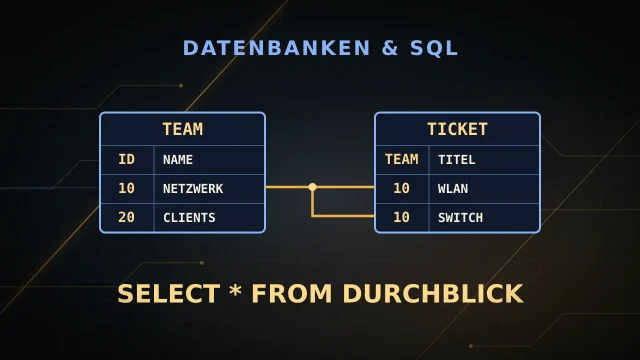 DATENBANKEN & SQL
TEAM
ID NAME
10 NETZWERK
20 CLIENTS
TICKET
TEAM TITEL
10 WLAN
10 SWITCH
SELECT * FROM DURCHBLICK